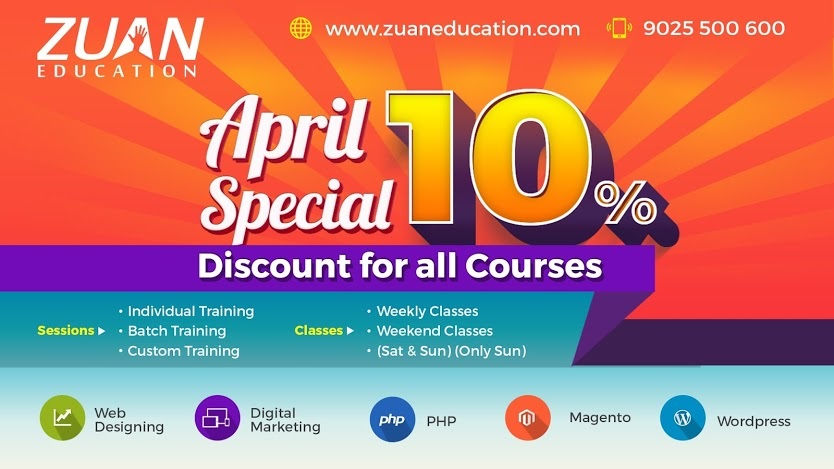 ZUAN
EDUCATION
www.zuaneducation.com
9025 500 600
April
Special
10%
Discount for all Courses
Sessions
• Individual Training
• Batch Training
• Custom Training
Classes
• Weekly Classes
• Weekend Classes
• (Sat & Sun) (Only Sun)
Web
Designing
Digital
Marketing
php
PHP
Magento
Wordpress